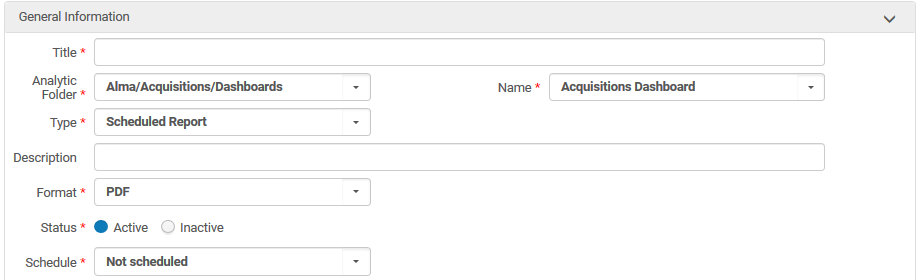 General Information
Title *
Analytic Folder * Alma/Acquisitions/Dashboards Name * Acquisitions Dashboard
Type * Scheduled Report
Description
Format * PDF
Status * Active Inactive
Schedule * Not scheduled